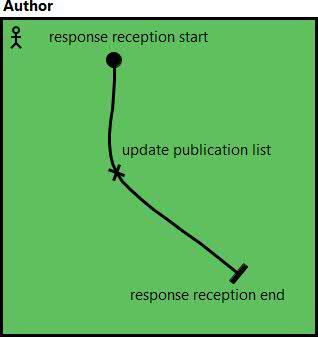 Author
response reception start
update publication list
response reception end